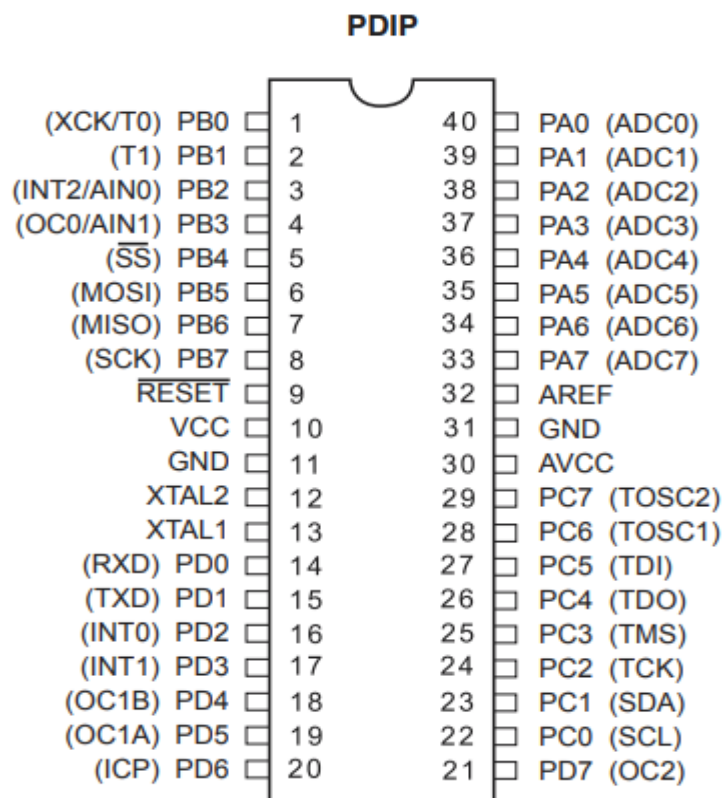 PDIP
(XCK/T0) PB0 1 40 PA0 (ADC0)
(T1) PB1 2 39 PA1 (ADC1)
(INT2/AIN0) PB2 3 38 PA2 (ADC2)
(OC0/AIN1) PB3 4 37 PA3 (ADC3)
(S̅S̅) PB4 5 36 PA4 (ADC4)
(MOSI) PB5 6 35 PA5 (ADC5)
(MISO) PB6 7 34 PA6 (ADC6)
(SCK) PB7 8 33 PA7 (ADC7)
R̅E̅S̅E̅T̅ 9 32 AREF
VCC 10 31 GND
GND 11 30 AVCC
XTAL2 12 29 PC7 (TOSC2)
XTAL1 13 28 PC6 (TOSC1)
(RXD) PD0 14 27 PC5 (TDI)
(TXD) PD1 15 26 PC4 (TDO)
(INT0) PD2 16 25 PC3 (TMS)
(INT1) PD3 17 24 PC2 (TCK)
(OC1B) PD4 18 23 PC1 (SDA)
(OC1A) PD5 19 22 PC0 (SCL)
(ICP) PD6 20 21 PD7 (OC2)